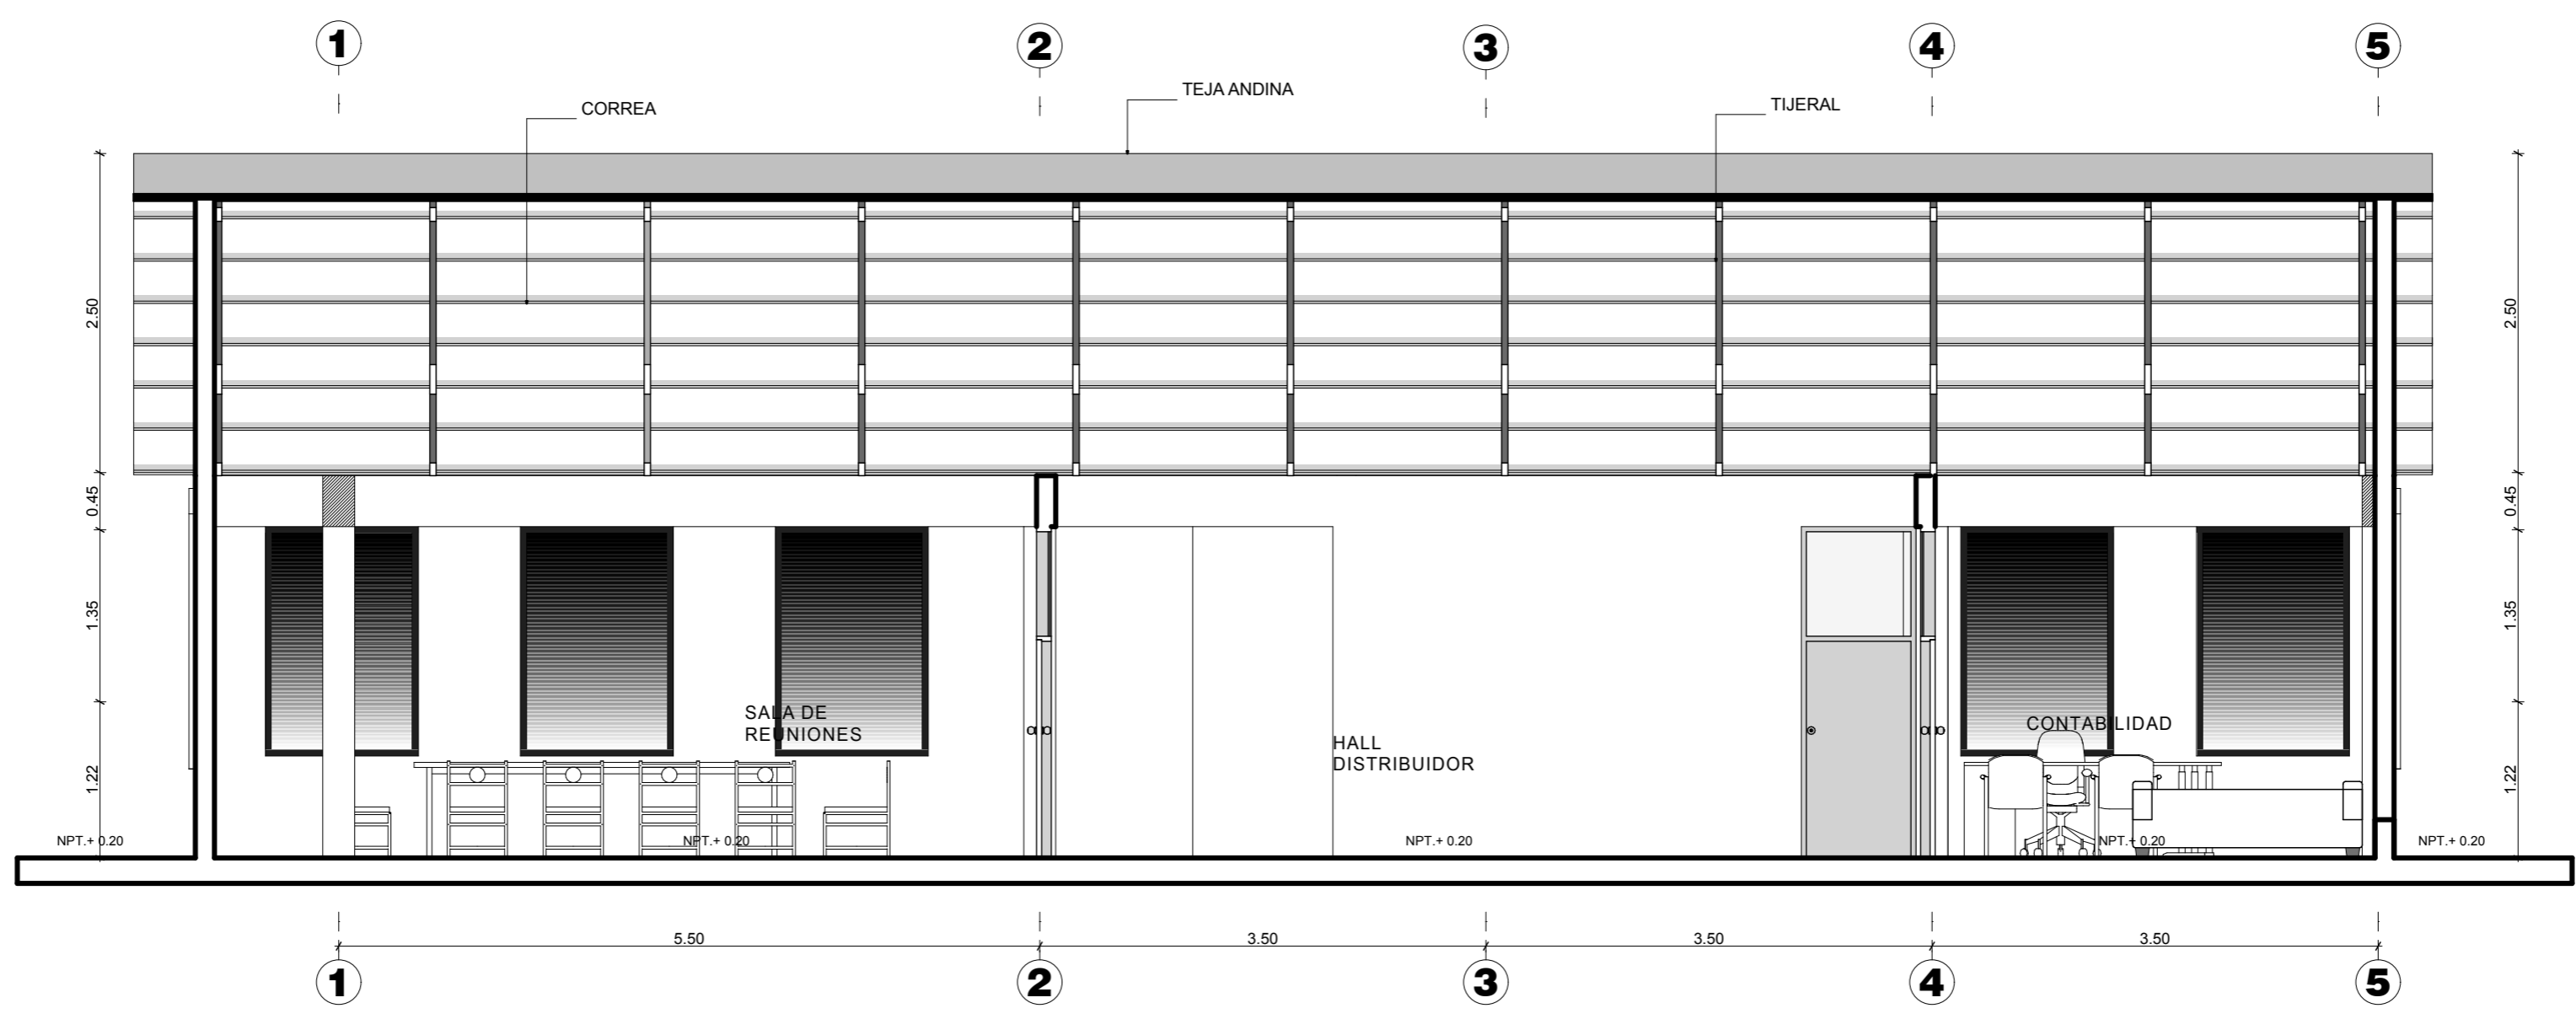 1
2
3
4
5
CORREA
TEJA ANDINA
TIJERAL
2.50
2.50
0.45
0.45
1.35
1.35
1.22
1.22
SALA DE
REUNIONES
HALL
DISTRIBUIDOR
CONTABILIDAD
NPT.+ 0.20
NPT.+ 0.20
NPT.+ 0.20
NPT.+ 0.20
NPT.+ 0.20
5.50
3.50
3.50
3.50
1
2
3
4
5